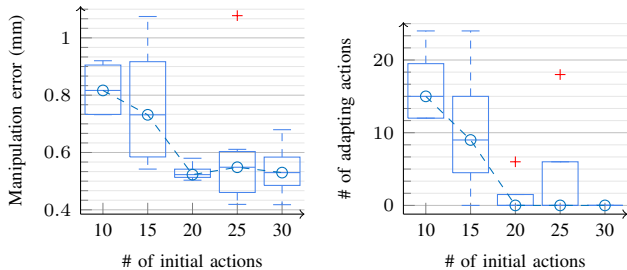 Manipulation error (mm)
1
0.8
0.6
0.4
10 15 20 25 30
# of initial actions
# of adapting actions
20
10
0
10 15 20 25 30
# of initial actions